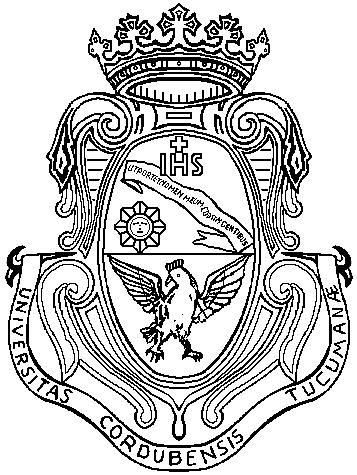 IHS
UT PORTET NOMEN MEUM CORAM GENTIBUS
UNIVERSITAS CORDUBENSIS TUCUMANÆ